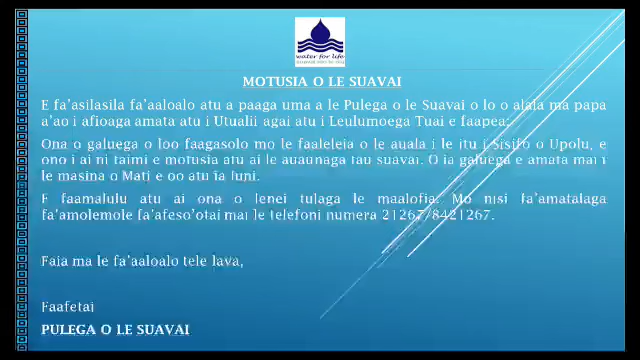 water for life
MOTUSIA O LE SUAVAI
E fa'asilasila fa'aaloalo atu a paaga uma a le Pulega o le Suavai o lo o alala ma papa
a'ao i afioaga amata atu i Utualii agai atu i Leulumoega Tuai e faapea:
Ona o galuega o loo faagasolo mo le faaleleia o le auala i le itu i Sisifo o Upolu, e
ono i ai ni taimi e motusia atu ai le auaunaga tau suavai. O ia galuega e amata mai i
le masina o Mati e oo atu ia Iuni.
E faamalulu atu ai ona o lenei tulaga le maalofia. Mo nisi fa'amatalaga
fa'amolemole fa'afeso'otai mai le telefoni numera 21267/8421267.
Faia ma le fa'aaloalo tele lava,
Faafetai
PULEGA O LE SUAVAI